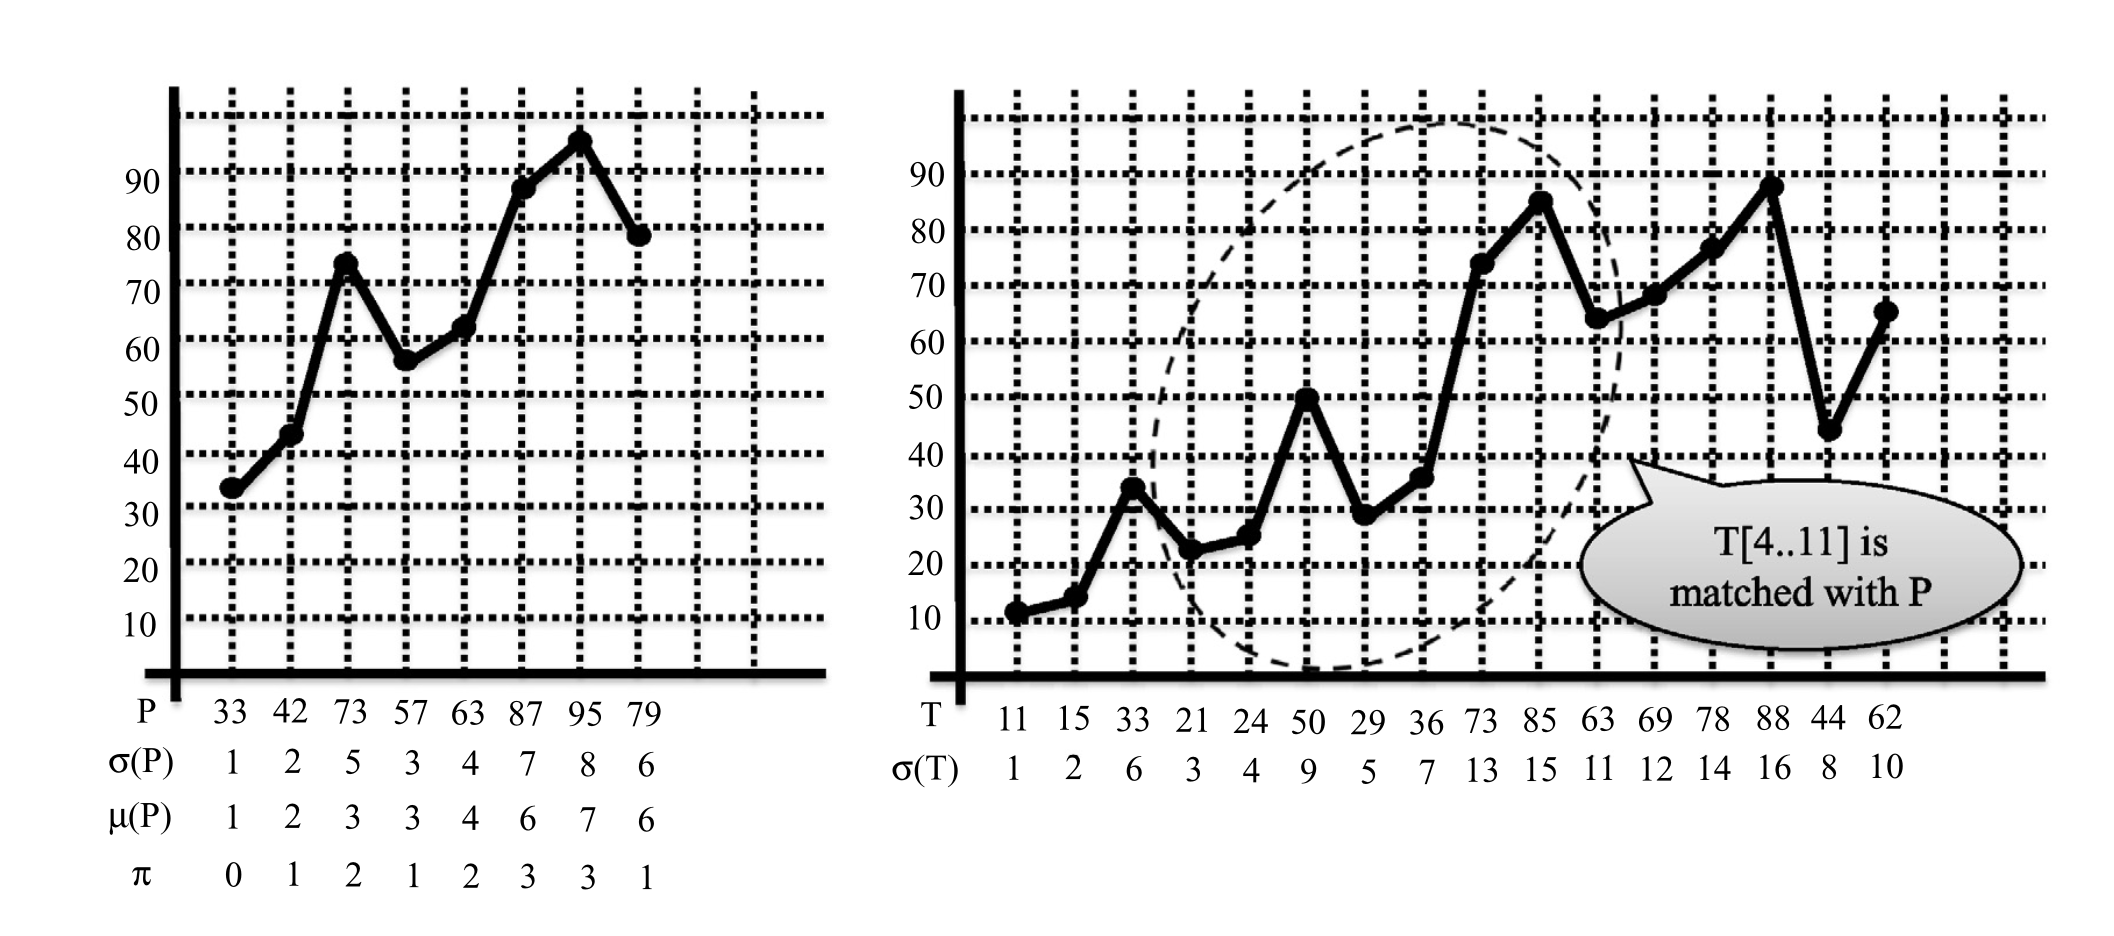 90
80
70
60
50
40
30
20
10
P 33 42 73 57 63 87 95 79
σ(P) 1 2 5 3 4 7 8 6
μ(P) 1 2 3 3 4 6 7 6
π 0 1 2 1 2 3 3 1
90
80
70
60
50
40
30
20
10
T[4..11] is
matched with P
T 11 15 33 21 24 50 29 36 73 85 63 69 78 88 44 62
σ(T) 1 2 6 3 4 9 5 7 13 15 11 12 14 16 8 10